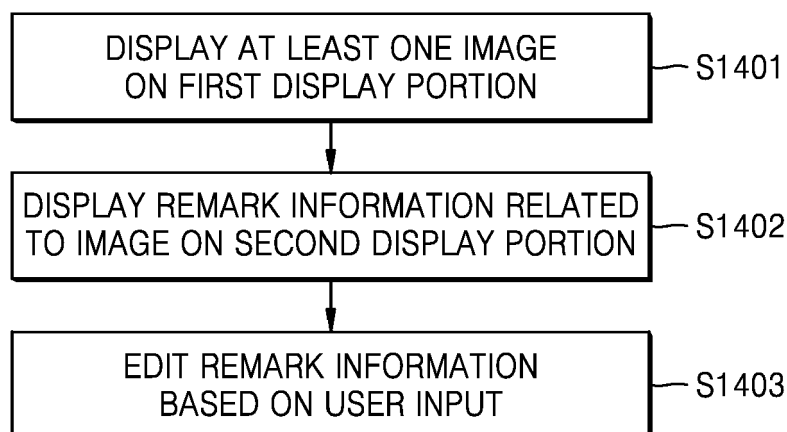 DISPLAY AT LEAST ONE IMAGE
ON FIRST DISPLAY PORTION
S1401
DISPLAY REMARK INFORMATION RELATED
TO IMAGE ON SECOND DISPLAY PORTION
S1402
EDIT REMARK INFORMATION
BASED ON USER INPUT
S1403